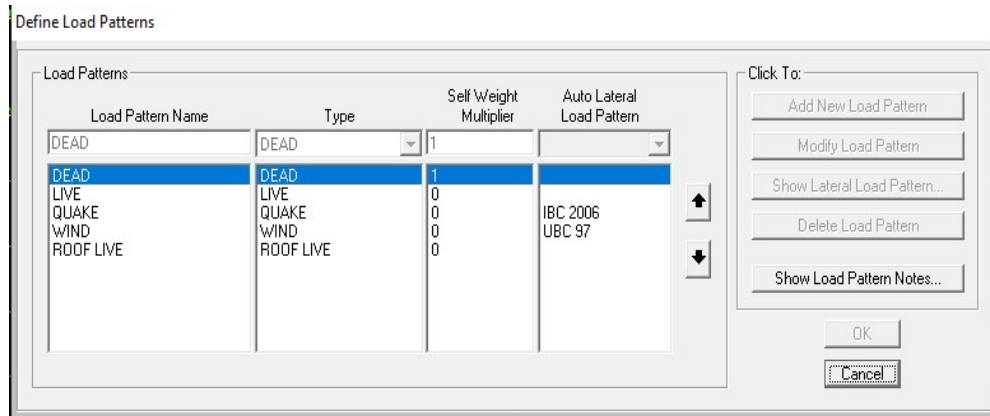 Define Load Patterns
Load Patterns
Click To:
Load Pattern Name Type Self Weight Multiplier Auto Lateral Load Pattern
DEAD DEAD 1
DEAD DEAD 1
LIVE LIVE 0
QUAKE QUAKE 0 IBC 2006
WIND WIND 0 UBC 97
ROOF LIVE ROOF LIVE 0
Add New Load Pattern
Modify Load Pattern
Show Lateral Load Pattern...
Delete Load Pattern
Show Load Pattern Notes...
OK
Cancel